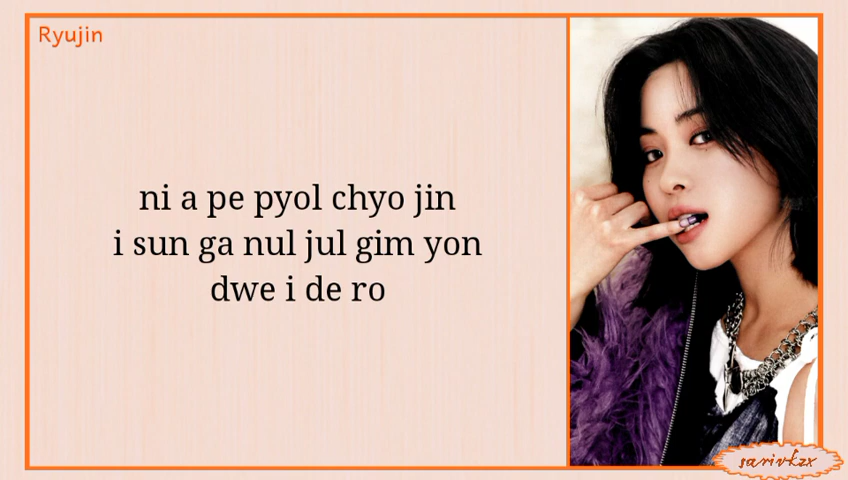 Ryujin
ni a pe pyol chyo jin
i sun ga nul jul gim yon
dwe i de ro
sarivkzx